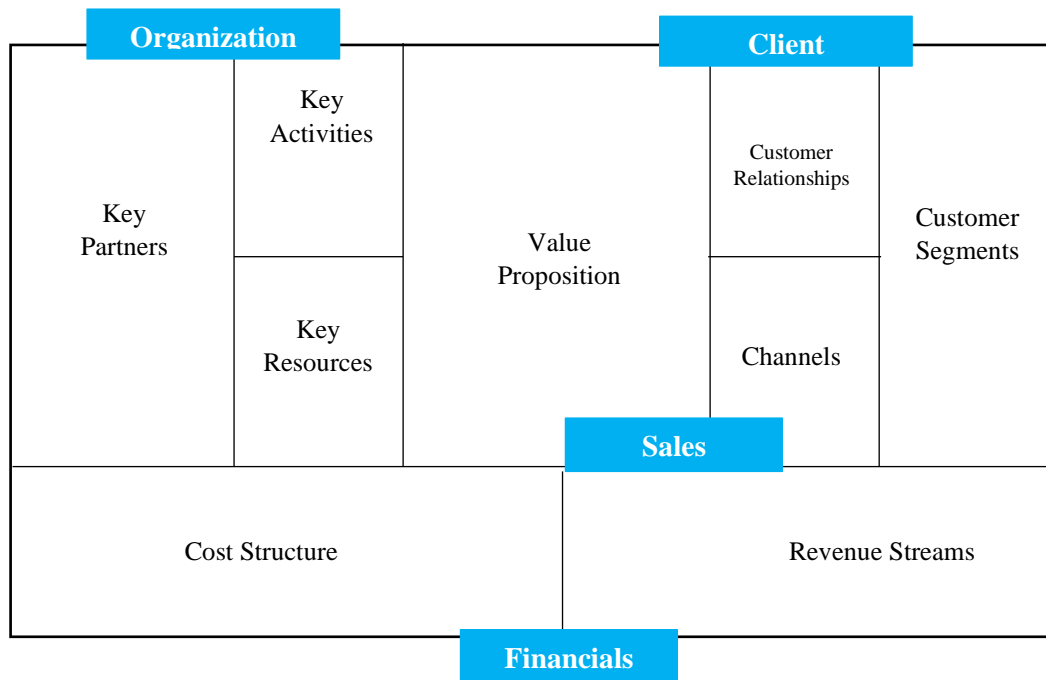 Organization
Client
Key
Activities
Customer
Relationships
Key
Partners
Value
Proposition
Customer
Segments
Key
Resources
Channels
Sales
Cost Structure
Revenue Streams
Financials